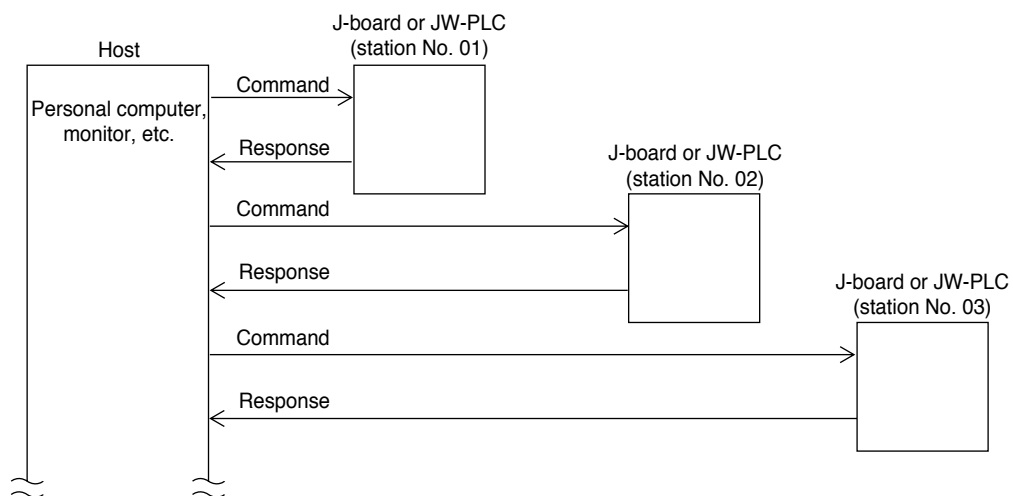 J-board or JW-PLC
(station No. 01)
Host
Command
Personal computer,
monitor, etc.
Response
J-board or JW-PLC
(station No. 02)
Command
Response
J-board or JW-PLC
(station No. 03)
Command
Response